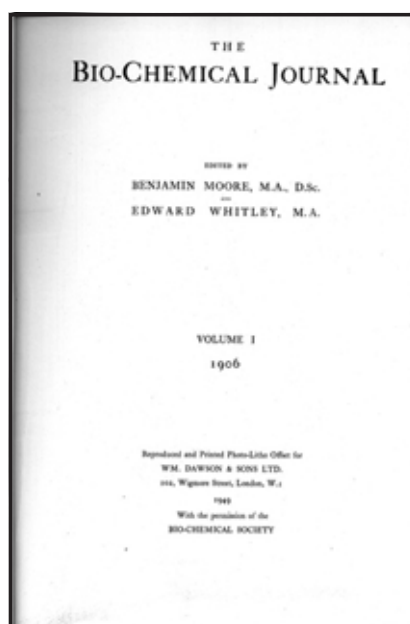 THE
BIO-CHEMICAL JOURNAL
EDITED BY
BENJAMIN MOORE, M.A., D.Sc.
AND
EDWARD WHITLEY, M.A.
VOLUME I
1906
Reproduced and Printed Photo-Litho Offset for
WM. DAWSON & SONS LTD.
102, Wigmore Street, London, W.1
1949
With the permission of the
BIO-CHEMICAL SOCIETY